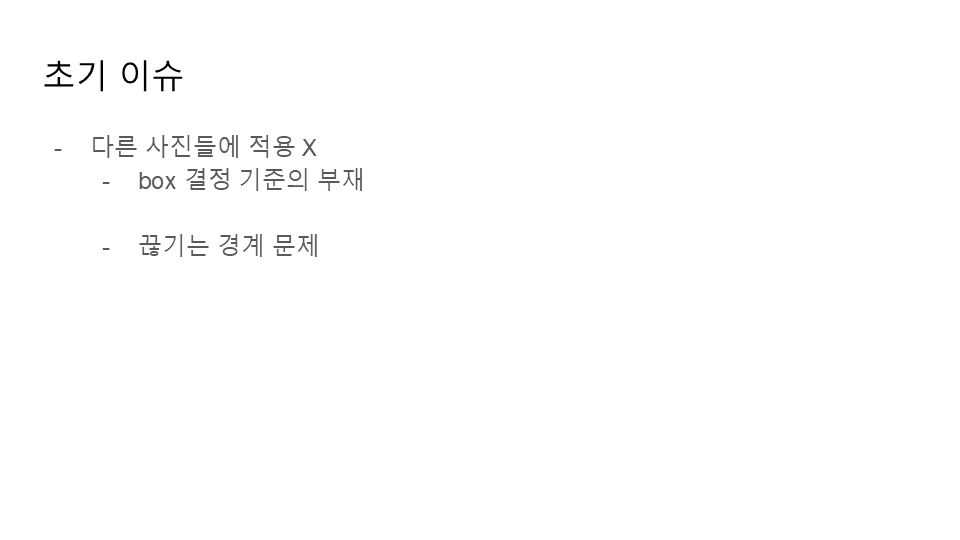 초기 이슈
- 다른 사진들에 적용 X
- box 결정 기준의 부재
- 끊기는 경계 문제